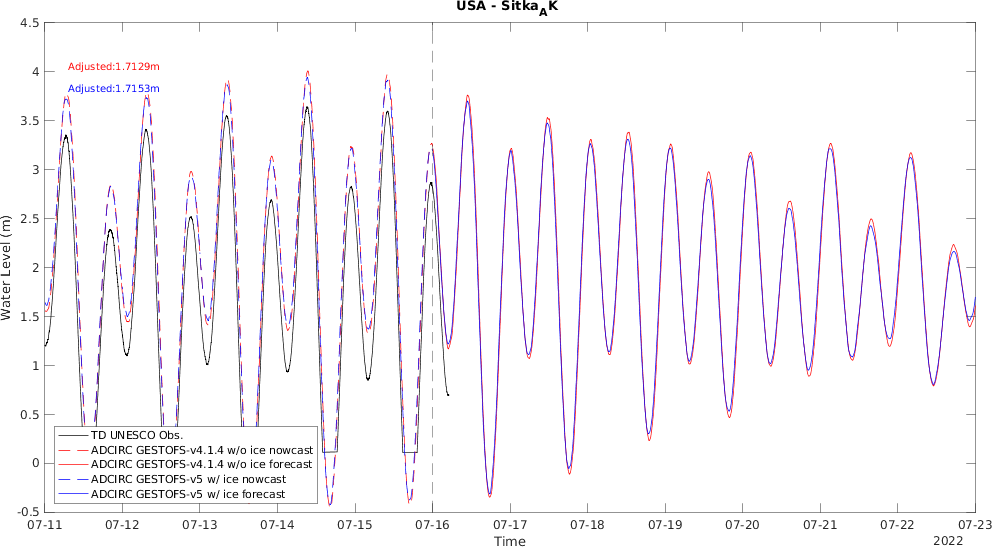 USA - Sitka_AK
4.5
4
3.5
3
2.5
2
1.5
1
0.5
0
-0.5
Water Level (m)
Adjusted:1.7129m
Adjusted:1.7153m
TD UNESCO Obs.
ADCIRC GESTOFS-v4.1.4 w/o ice nowcast
ADCIRC GESTOFS-v4.1.4 w/o ice forecast
ADCIRC GESTOFS-v5 w/ ice nowcast
ADCIRC GESTOFS-v5 w/ ice forecast
07-11 07-12 07-13 07-14 07-15 07-16 07-17 07-18 07-19 07-20 07-21 07-22 07-23
Time
2022